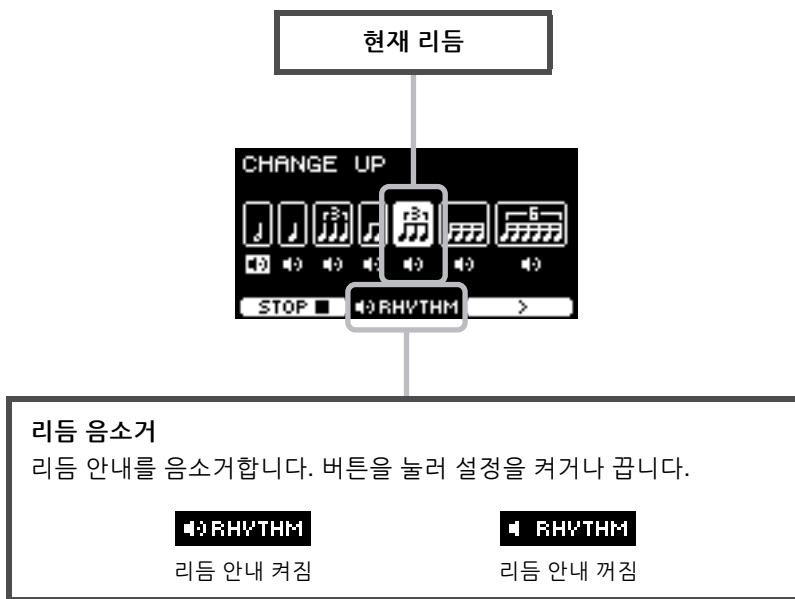 현재 리듬
CHANGE UP
3 3 6
STOP ■ RHYTHM >
리듬 음소거
리듬 안내를 음소거합니다. 버튼을 눌러 설정을 켜거나 끕니다.
RHYTHM RHYTHM
리듬 안내 켜짐 리듬 안내 꺼짐